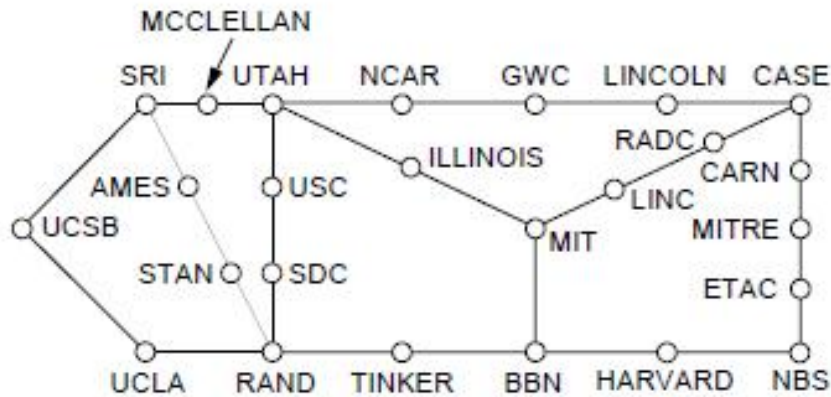 MCCLELLAN
SRI UTAH NCAR GWC LINCOLN CASE
RADC
ILLINOIS
CARN
AMES USC LINC
UCSB MIT MITRE
STAN SDC
ETAC
UCLA RAND TINKER BBN HARVARD NBS